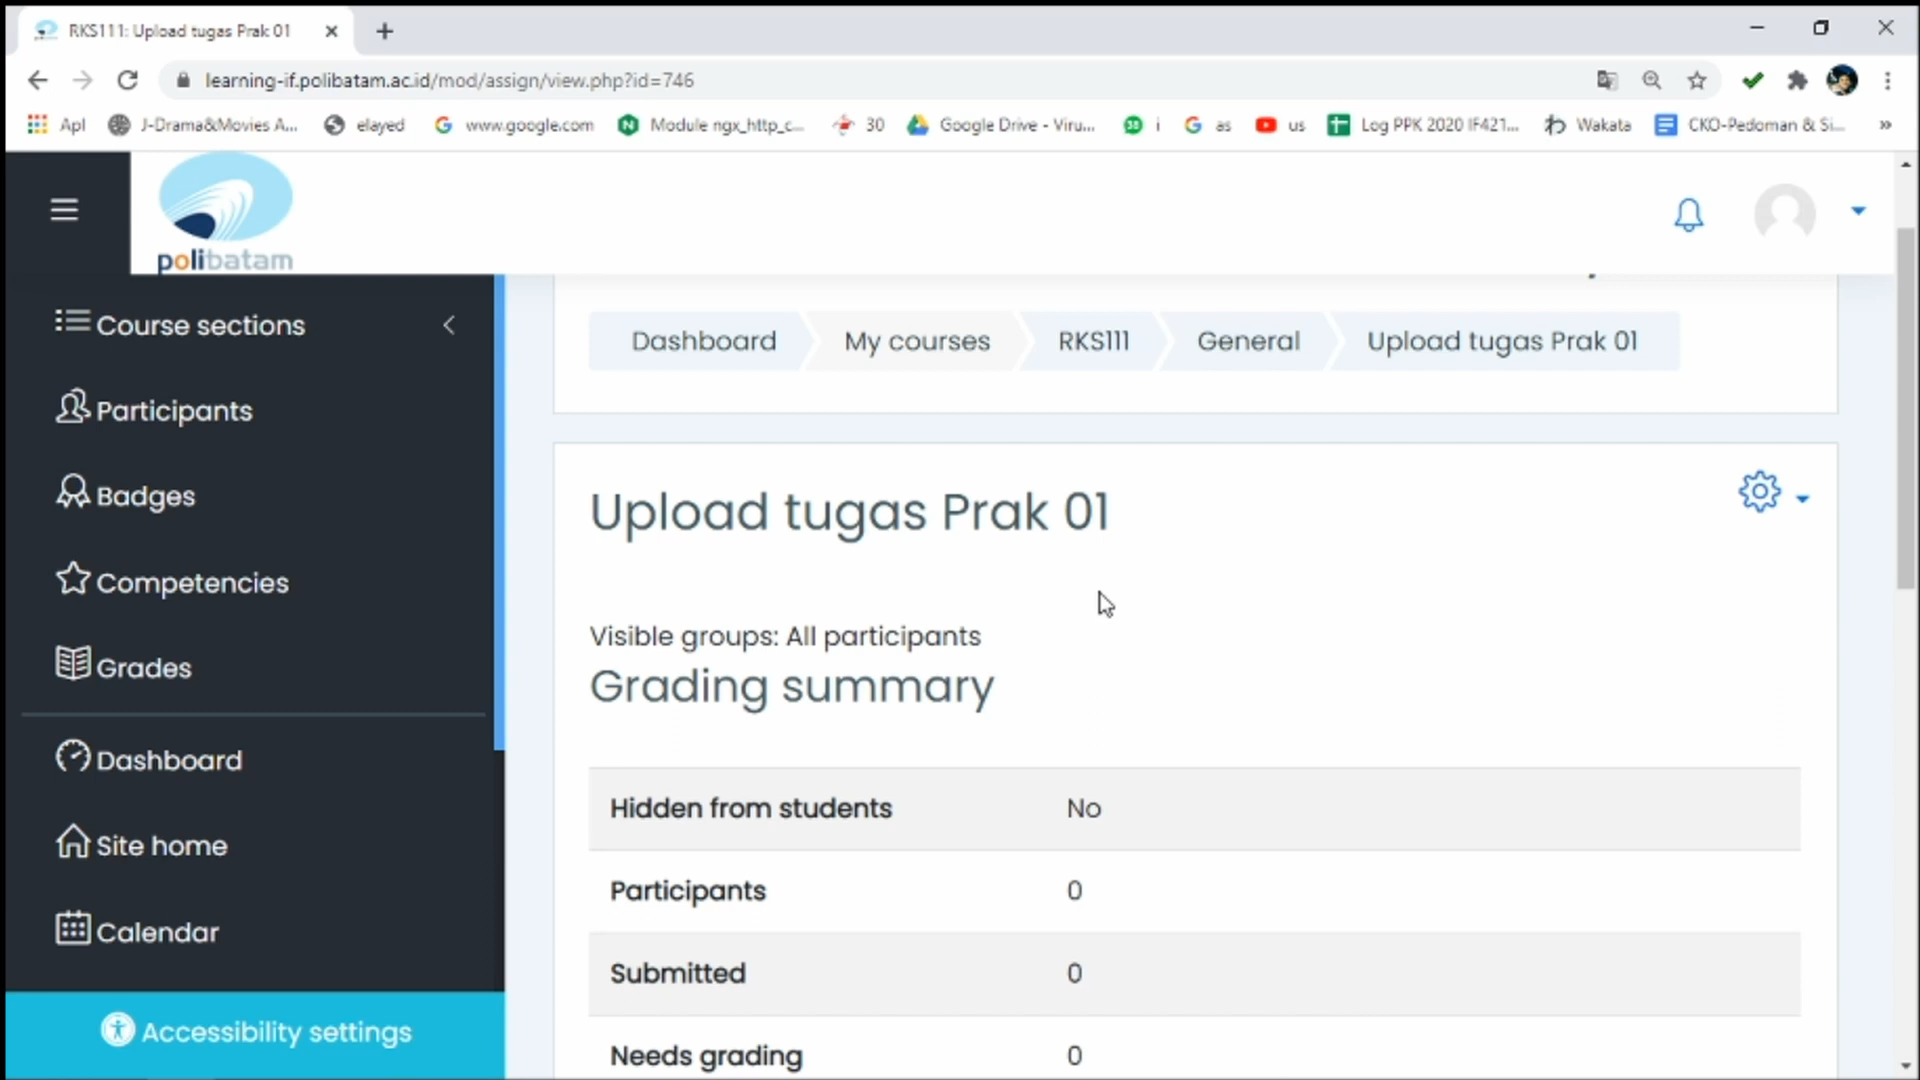 RKS111: Upload tugas Prak 01
learning-if.polibatam.ac.id/mod/assign/view.php?id=746
Apl J-Drama&Movies A... elayed www.google.com Module ngx_http_c... 30 Google Drive - Viru... i as us Log PPK 2020 IF421... Wakata CKO-Pedoman & Si...
polibatam
Course sections
Participants
Badges
Competencies
Grades
Dashboard
Site home
Calendar
Accessibility settings
Dashboard My courses RKS111 General Upload tugas Prak 01
Upload tugas Prak 01
Visible groups: All participants
Grading summary
Hidden from students No
Participants 0
Submitted 0
Needs grading 0